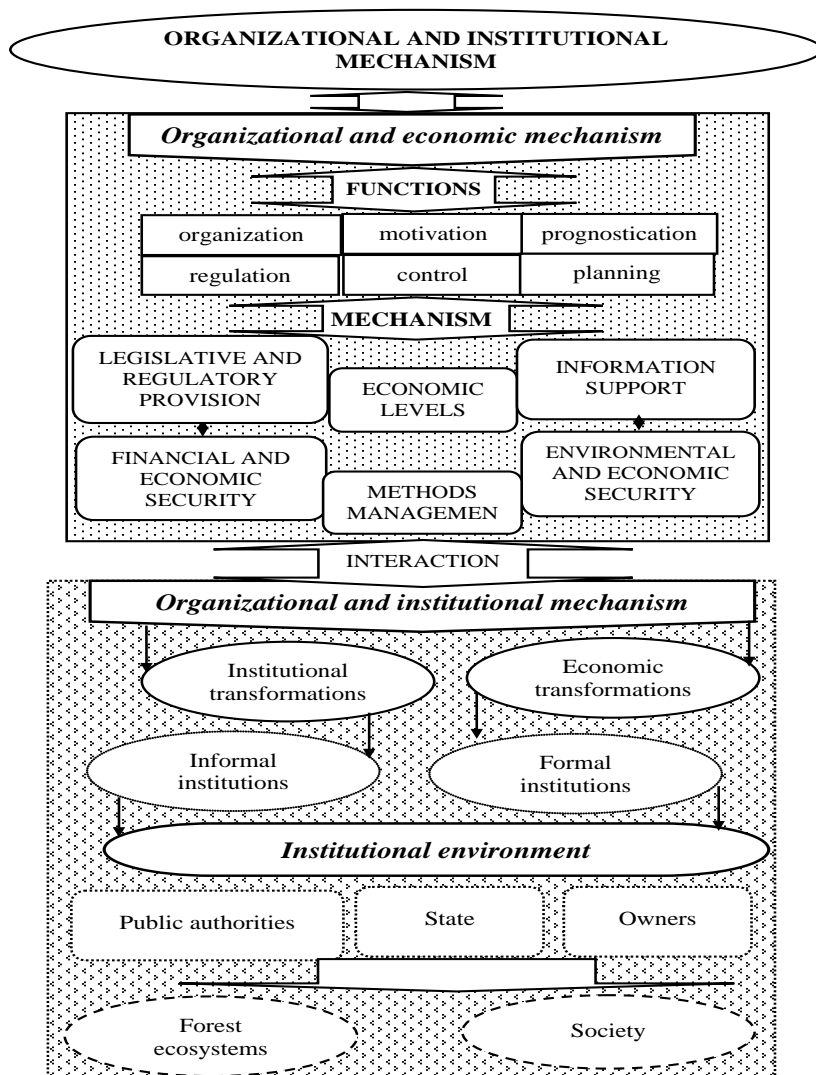 ORGANIZATIONAL AND INSTITUTIONAL
MECHANISM
Organizational and economic mechanism
FUNCTIONS
organization
motivation
prognostication
regulation
control
planning
MECHANISM
LEGISLATIVE AND
REGULATORY
PROVISION
ECONOMIC
LEVELS
INFORMATION
SUPPORT
FINANCIAL AND
ECONOMIC
SECURITY
METHODS
MANAGEMEN
ENVIRONMENTAL
AND ECONOMIC
SECURITY
INTERACTION
Organizational and institutional mechanism
Institutional
transformations
Economic
transformations
Informal
institutions
Formal
institutions
Institutional environment
Public authorities
State
Owners
Forest
ecosystems
Society